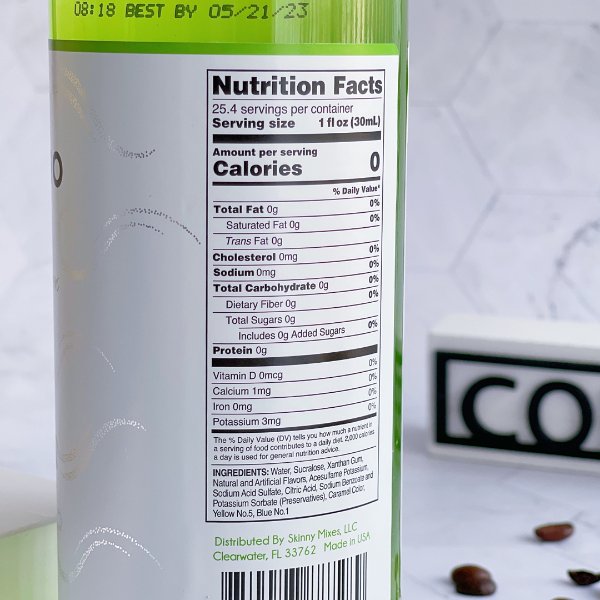 08:18 BEST BY 05/21/23
Nutrition Facts
25.4 servings per container
Serving size 1 fl oz (30mL)
Amount per serving
Calories 0
% Daily Value*
Total Fat 0g 0%
Saturated Fat 0g 0%
Trans Fat 0g
Cholesterol 0mg 0%
Sodium 0mg 0%
Total Carbohydrate 0g 0%
Dietary Fiber 0g 0%
Total Sugars 0g
Includes 0g Added Sugars 0%
Protein 0g
Vitamin D 0mcg 0%
Calcium 1mg 0%
Iron 0mg 0%
Potassium 3mg 0%
The % Daily Value (DV) tells you how much a nutrient in
a serving of food contributes to a daily diet. 2,000 calories
a day is used for general nutrition advice.
INGREDIENTS: Water, Sucralose, Xanthan Gum,
Natural and Artificial Flavors, Acesulfame Potassium,
Sodium Acid Sulfate, Citric Acid, Sodium Benzoate and
Potassium Sorbate (Preservatives), Caramel Color,
Yellow No.5, Blue No.1
Distributed By Skinny Mixes, LLC
Clearwater, FL 33762 Made in USA
O
CO